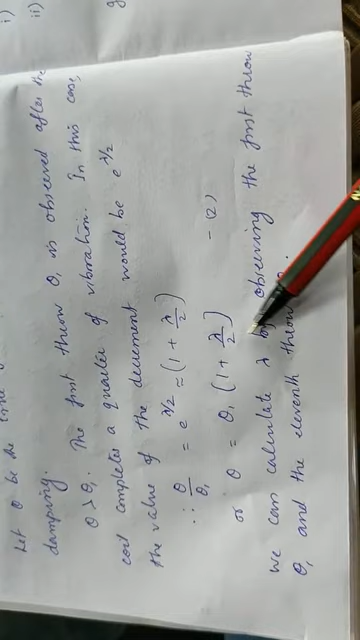 i)
ii)
Let θ be the
damping.
θ > θ₁. The first throw θ₁ is observed after the
coil completes a quarter of vibration. In this case,
the value of the decrement would be e^λ/2
∴ θ/θ₁ = e^λ/2 ≈ (1 + λ/2)
or θ = θ₁ (1 + λ/2) - (2)
We can calculate λ by observing the first throw
θ₁ and the eleventh throw